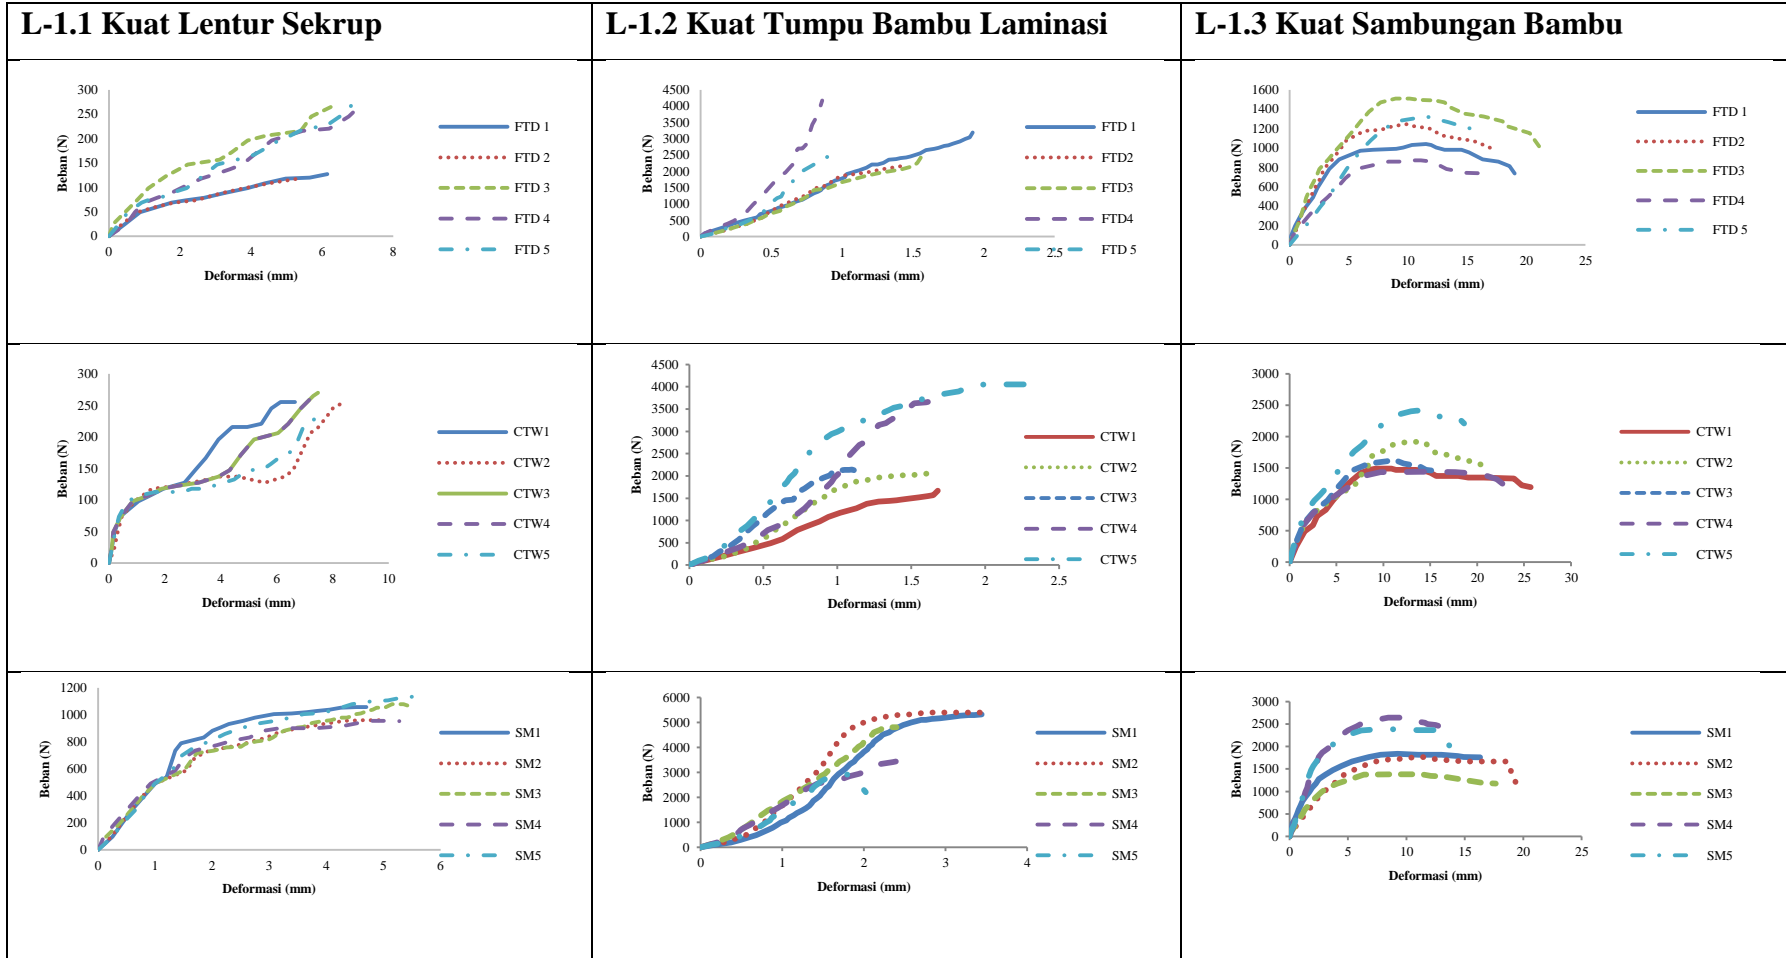 L-1.1 Kuat Lentur Sekrup
L-1.2 Kuat Tumpu Bambu Laminasi
L-1.3 Kuat Sambungan Bambu
Beban (N)
300
250
200
150
100
50
0
0 2 4 6 8
Deformasi (mm)
FTD 1
FTD 2
FTD 3
FTD 4
FTD 5
Beban (N)
4500
4000
3500
3000
2500
2000
1500
1000
500
0
0 0.5 1 1.5 2 2.5
Deformasi (mm)
FTD 1
FTD2
FTD3
FTD4
FTD 5
Beban (N)
1600
1400
1200
1000
800
600
400
200
0
0 5 10 15 20 25
Deformasi (mm)
FTD 1
FTD2
FTD3
FTD4
FTD 5
Beban (N)
300
250
200
150
100
50
0
0 2 4 6 8 10
Deformasi (mm)
CTW1
CTW2
CTW3
CTW4
CTW5
Beban (N)
4500
4000
3500
3000
2500
2000
1500
1000
500
0
0 0.5 1 1.5 2 2.5
Deformasi (mm)
CTW1
CTW2
CTW3
CTW4
CTW5
Beban (N)
3000
2500
2000
1500
1000
500
0
0 5 10 15 20 25 30
Deformasi (mm)
CTW1
CTW2
CTW3
CTW4
CTW5
Beban (N)
1200
1000
800
600
400
200
0
0 1 2 3 4 5 6
Deformasi (mm)
SM1
SM2
SM3
SM4
SM5
Beban (N)
6000
5000
4000
3000
2000
1000
0
0 1 2 3 4
Deformasi (mm)
SM1
SM2
SM3
SM4
SM5
Beban (N)
3000
2500
2000
1500
1000
500
0
0 5 10 15 20 25
Deformasi (mm)
SM1
SM2
SM3
SM4
SM5